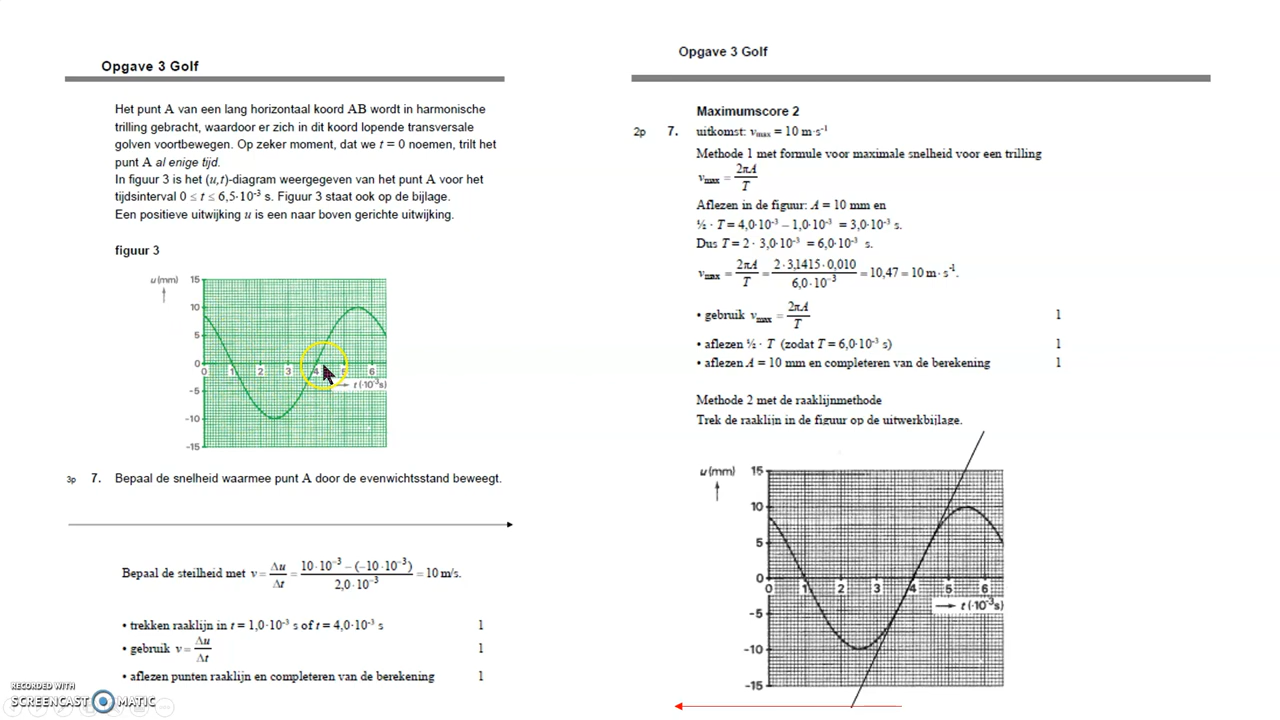 Opgave 3 Golf
Het punt A van een lang horizontaal koord AB wordt in harmonische
trilling gebracht, waardoor er zich in dit koord lopende transversale
golven voortbewegen. Op zeker moment, dat we t = 0 noemen, trilt het
punt A al enige tijd.
In figuur 3 is het (u,t)-diagram weergegeven van het punt A voor het
tijdsinterval 0 ≤ t ≤ 6,5·10⁻³ s. Figuur 3 staat ook op de bijlage.
Een positieve uitwijking u is een naar boven gerichte uitwijking.
figuur 3
u (mm)
15
10
5
0
-5
-10
-15
0 1 2 3 4 5 6
t (·10⁻³s)
3p 7. Bepaal de snelheid waarmee punt A door de evenwichtsstand beweegt.
Bepaal de steilheid met v = Δu/Δt = (10·10⁻³ – (–10·10⁻³))/(2,0·10⁻³) = 10 m/s.
• trekken raaklijn in t = 1,0·10⁻³ s of t = 4,0·10⁻³ s 1
• gebruik v = Δu/Δt 1
• aflezen punten raaklijn en completeren van de berekening 1
RECORDED WITH
SCREENCAST MATIC
Opgave 3 Golf
Maximumscore 2
2p 7. uitkomst: vmax = 10 m·s⁻¹
Methode 1 met formule voor maximale snelheid voor een trilling
vmax = 2πA/T
Aflezen in de figuur: A = 10 mm en
½ · T = 4,0·10⁻³ – 1,0·10⁻³ = 3,0·10⁻³ s.
Dus T = 2 · 3,0·10⁻³ = 6,0·10⁻³ s.
vmax = 2πA/T = (2·3,1415·0,010)/(6,0·10⁻³) = 10,47 = 10 m·s⁻¹.
• gebruik vmax = 2πA/T 1
• aflezen ½ · T (zodat T = 6,0·10⁻³ s) 1
• aflezen A = 10 mm en completeren van de berekening 1
Methode 2 met de raaklijnmethode
Trek de raaklijn in de figuur op de uitwerkbijlage.
u (mm)
15
10
5
0
-5
-10
-15
0 1 2 3 4 5 6
t (·10⁻³s)